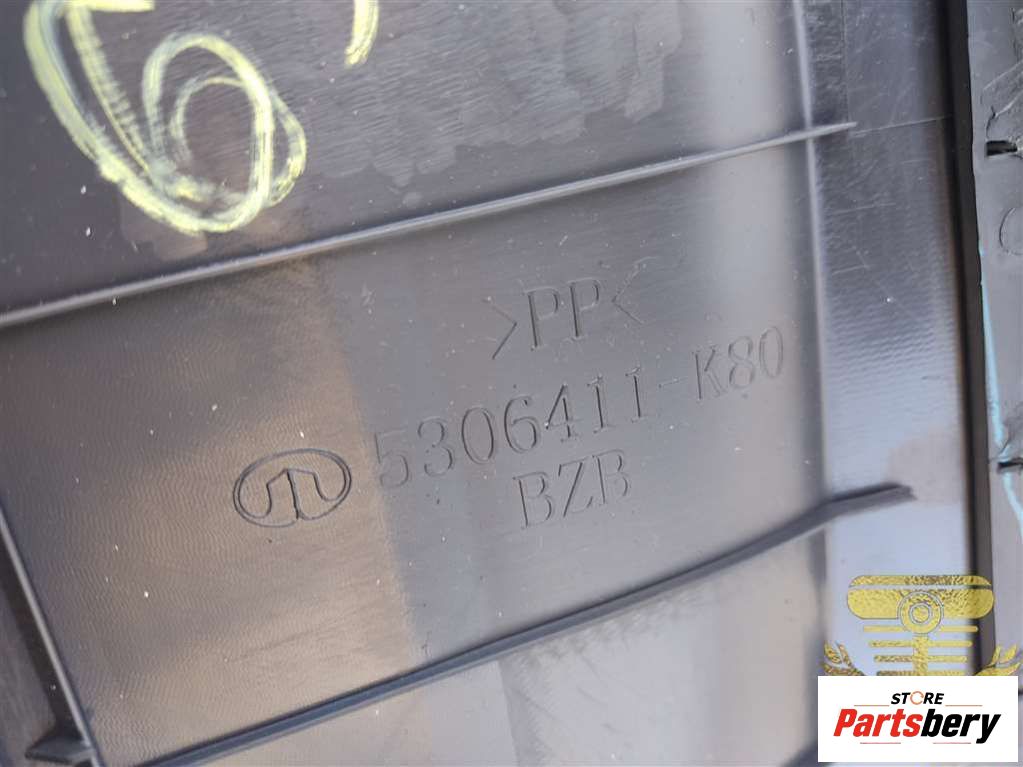 >PP<
5306411-K80
BZB
STORE
Partsbery